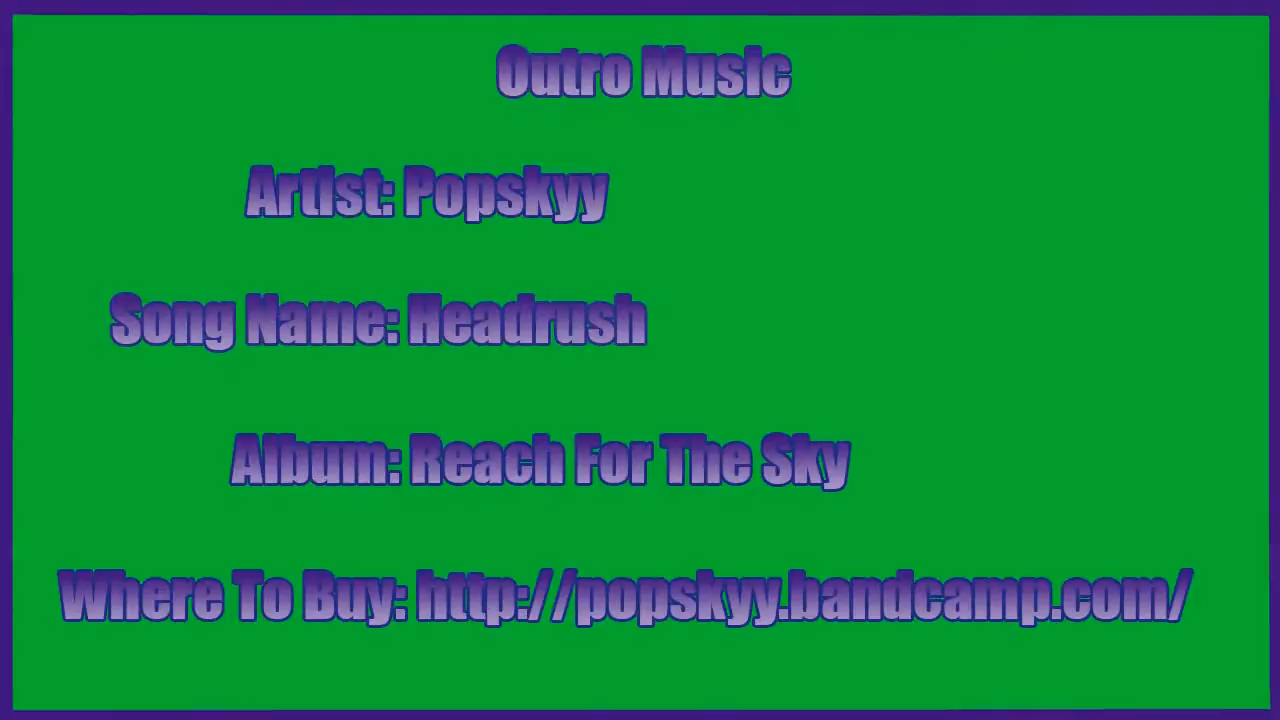 Outro Music
Artist: Popskyy
Song Name: Headrush
Album: Reach For The Sky
Where To Buy: http://popskyy.bandcamp.com/